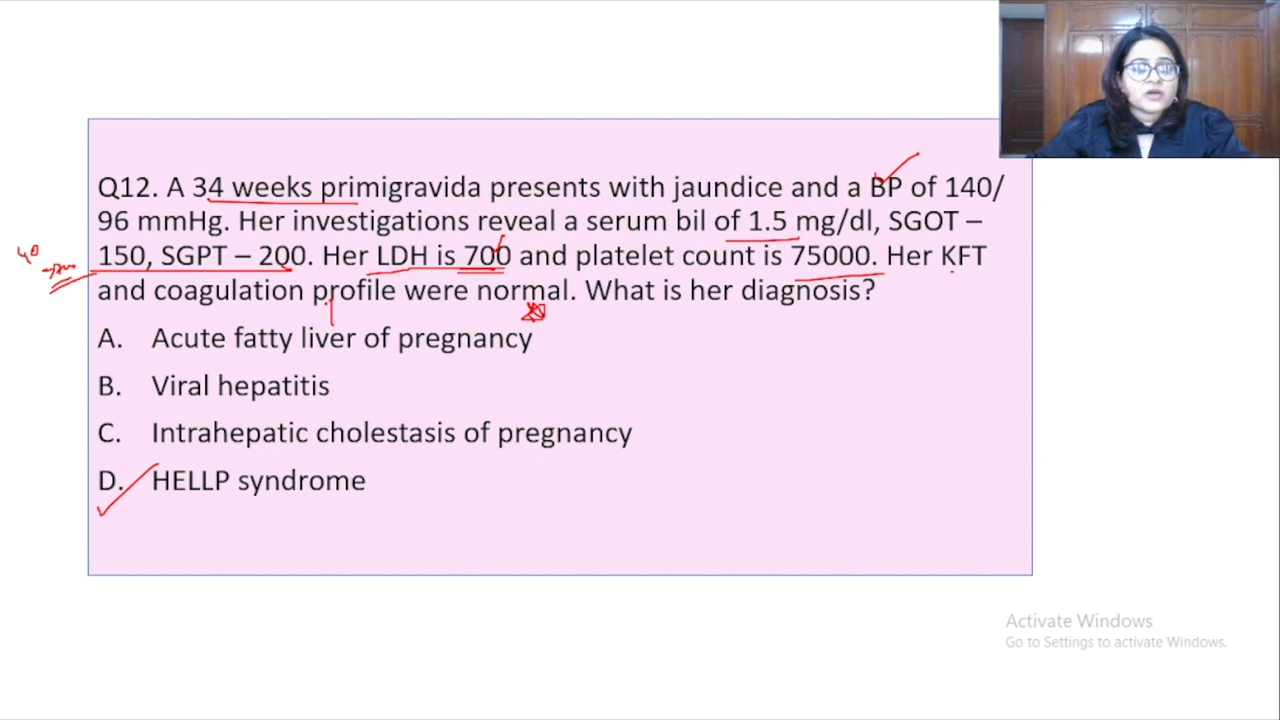 Q12. A 34 weeks primigravida presents with jaundice and a BP of 140/
96 mmHg. Her investigations reveal a serum bil of 1.5 mg/dl, SGOT –
150, SGPT – 200. Her LDH is 700 and platelet count is 75000. Her KFT
and coagulation profile were normal. What is her diagnosis?
A. Acute fatty liver of pregnancy
B. Viral hepatitis
C. Intrahepatic cholestasis of pregnancy
D. HELLP syndrome
Activate Windows
Go to Settings to activate Windows.